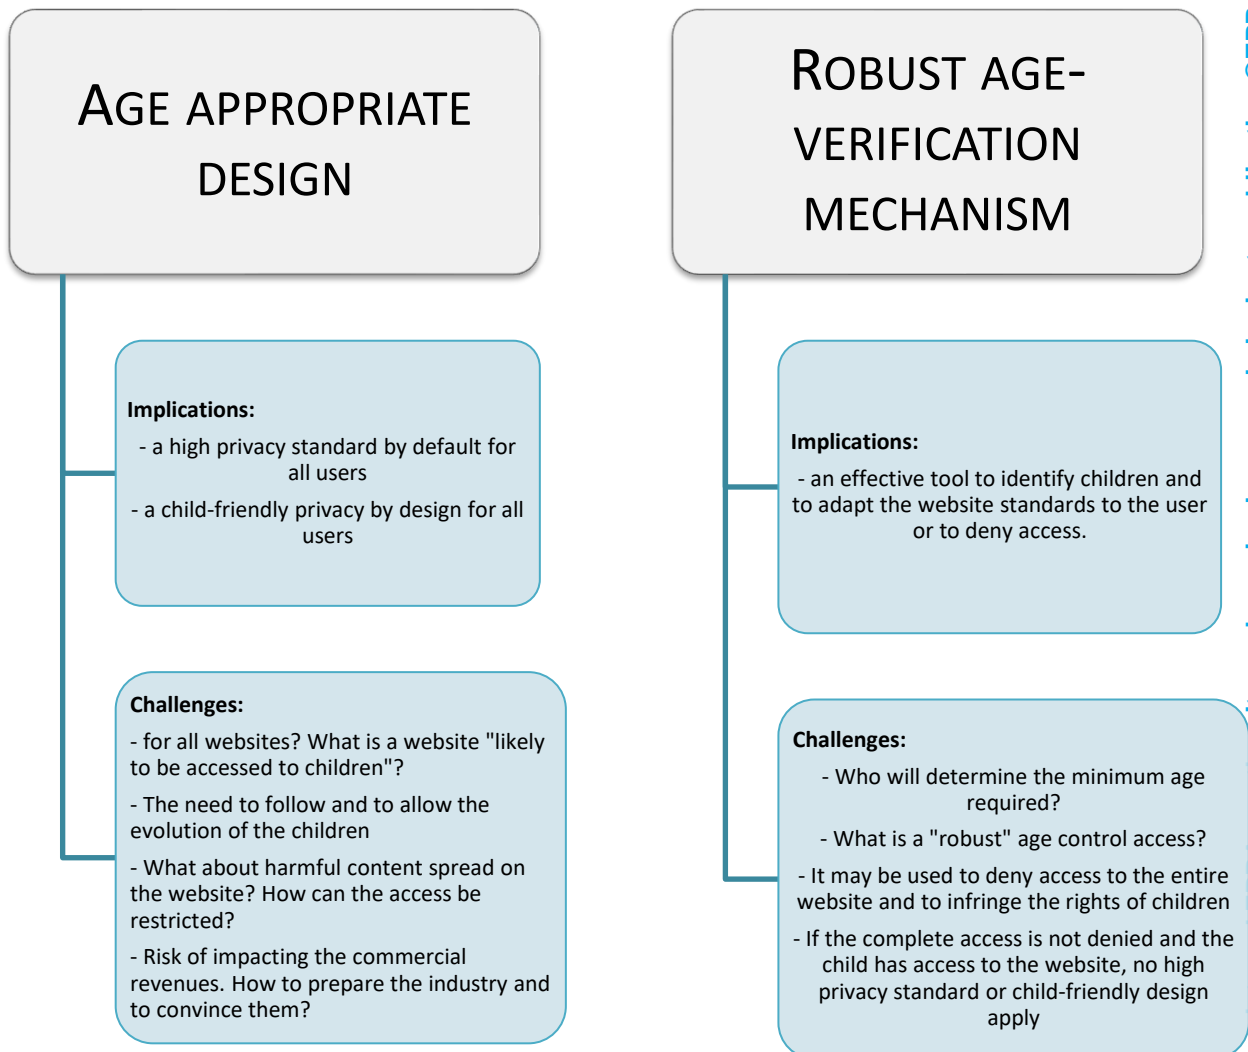 AGE APPROPRIATE
DESIGN
Implications:
- a high privacy standard by default for
all users
- a child-friendly privacy by design for all
users
Challenges:
- for all websites? What is a website "likely
to be accessed to children"?
- The need to follow and to allow the
evolution of the children
- What about harmful content spread on
the website? How can the access be
restricted?
- Risk of impacting the commercial
revenues. How to prepare the industry and
to convince them?
ROBUST AGE-
VERIFICATION
MECHANISM
Implications:
- an effective tool to identify children and
to adapt the website standards to the user
or to deny access.
Challenges:
- Who will determine the minimum age
required?
- What is a "robust" age control access?
- It may be used to deny access to the entire
website and to infringe the rights of children
- If the complete access is not denied and the
child has access to the website, no high
privacy standard or child-friendly design
apply